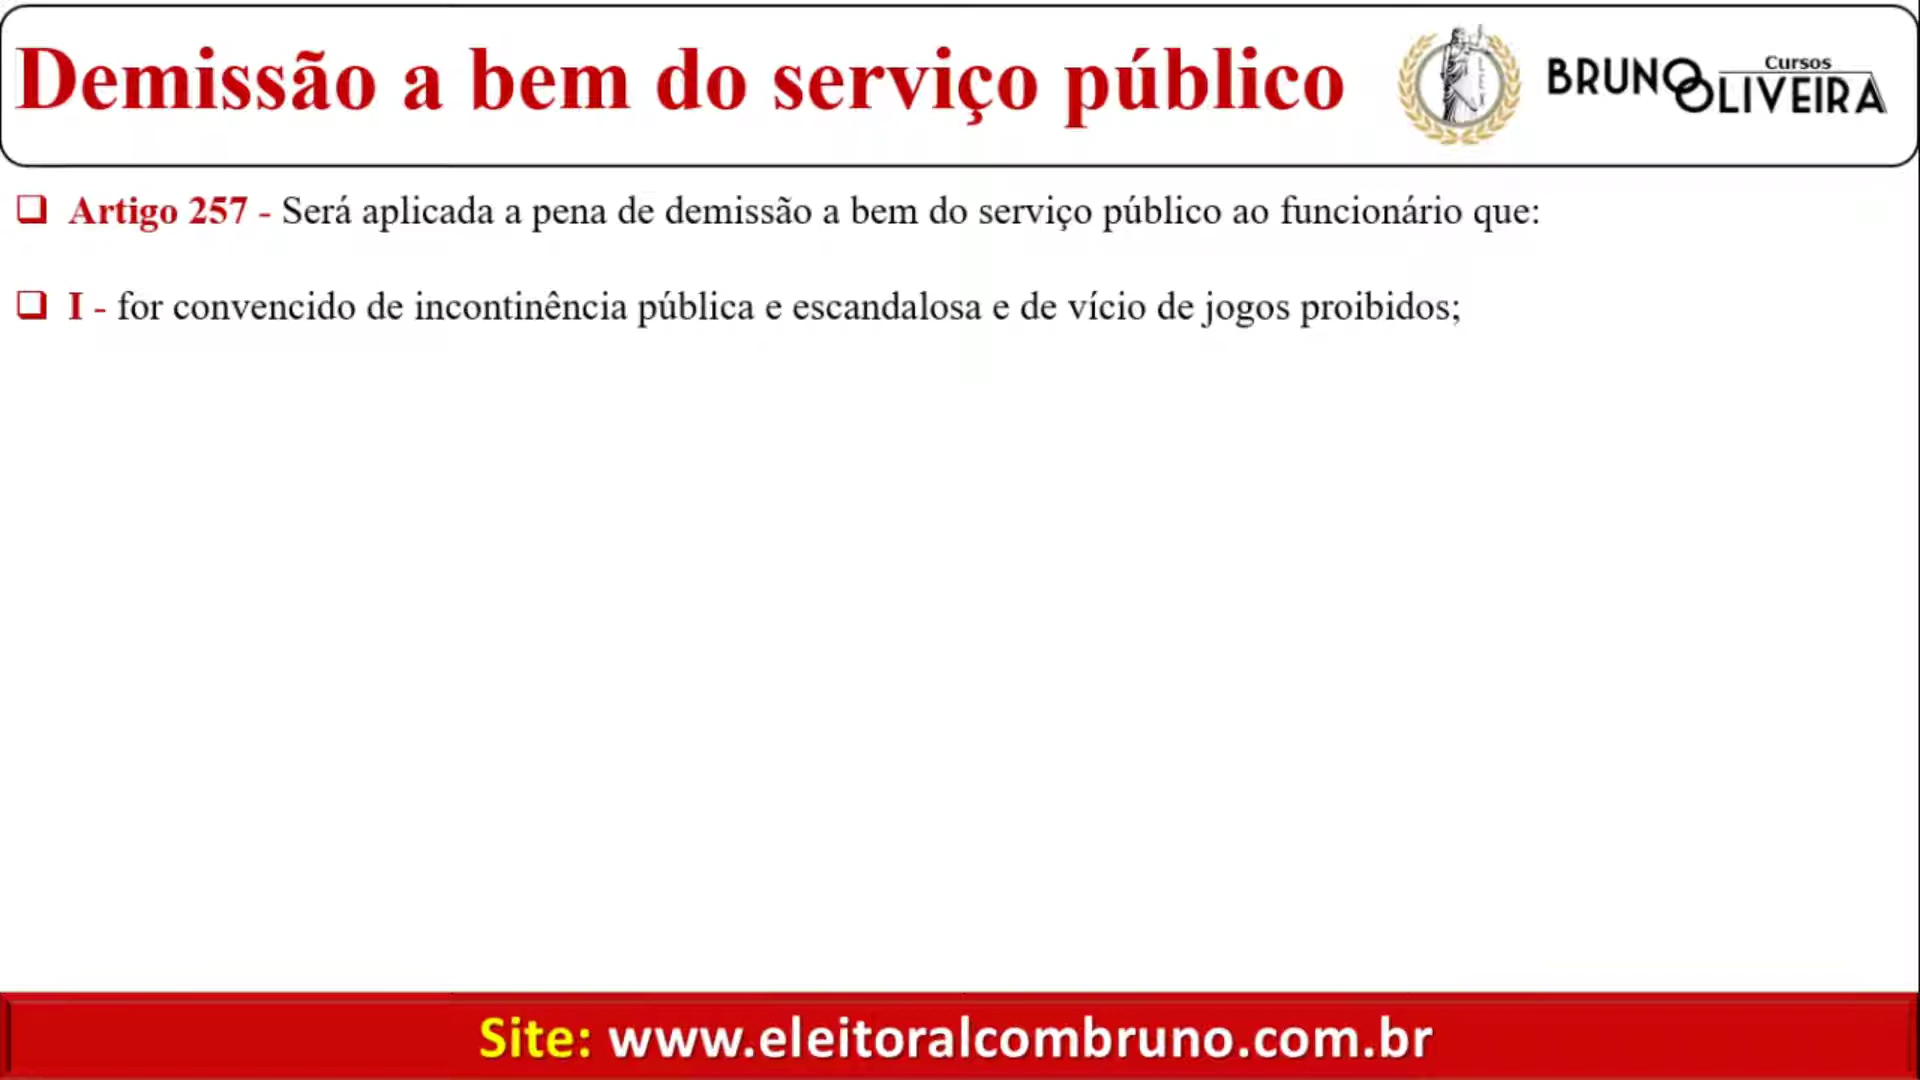 Demissão a bem do serviço público
Cursos
BRUNO OLIVEIRA
Artigo 257 - Será aplicada a pena de demissão a bem do serviço público ao funcionário que:
I - for convencido de incontinência pública e escandalosa e de vício de jogos proibidos;
Site: www.eleitoralcombruno.com.br